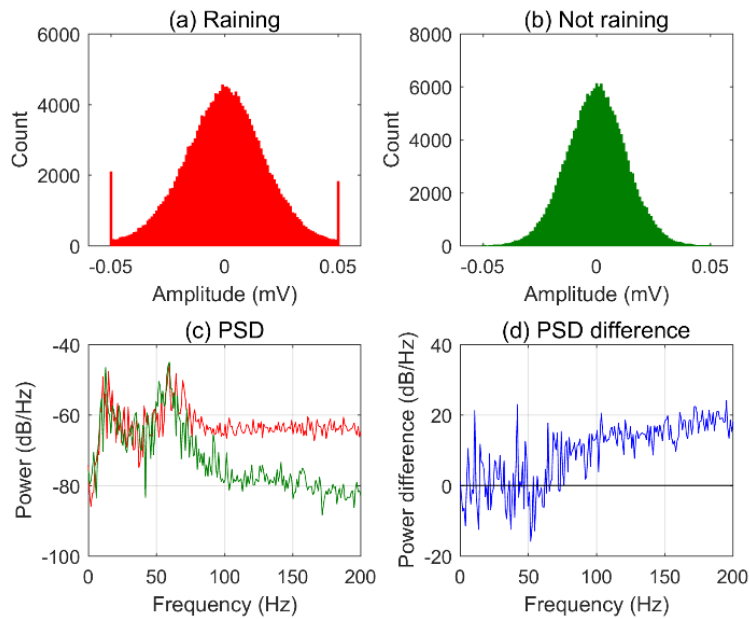 (a) Raining
6000
4000
2000
0
Count
-0.05 0 0.05
Amplitude (mV)
(b) Not raining
8000
6000
4000
2000
0
Count
-0.05 0 0.05
Amplitude (mV)
(c) PSD
-40
-60
-80
-100
Power (dB/Hz)
0 50 100 150 200
Frequency (Hz)
(d) PSD difference
40
20
0
-20
Power difference (dB/Hz)
0 50 100 150 200
Frequency (Hz)